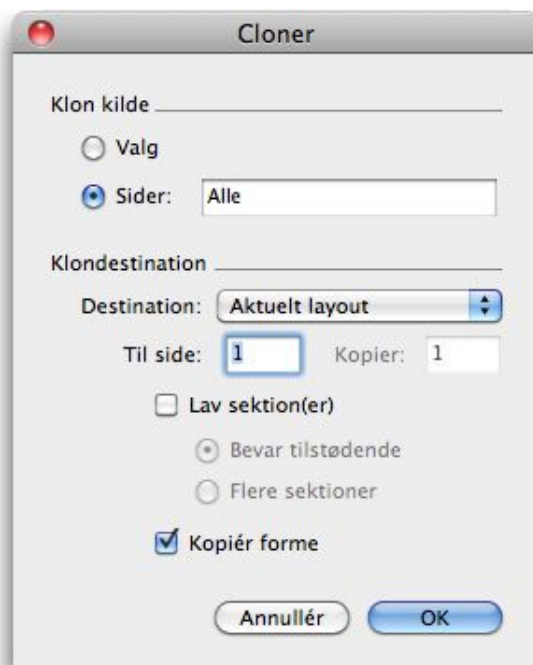 Cloner
Klon kilde
Valg
Sider: Alle
Klondestination
Destination: Aktuelt layout
Til side: 1 Kopier: 1
Lav sektion(er)
Bevar tilstødende
Flere sektioner
Kopiér forme
Annullér OK